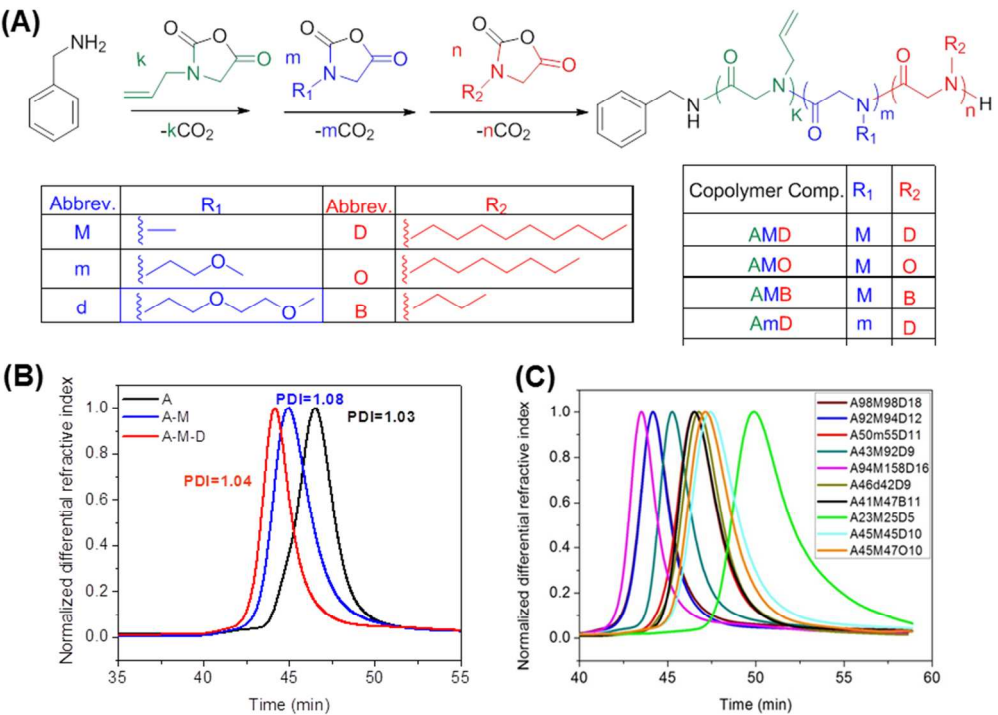 (A)
NH2
O
O
O
N
k
-kCO2
O
O
O
N
R1
m
-mCO2
O
O
O
N
R2
n
-nCO2
N
H
O
N
K
O
N
R1
m
O
N
R2
n
H
Abbrev. R1 Abbrev. R2
M D
m O O
d O O B
Copolymer Comp. R1 R2
AMD M D
AMO M O
AMB M B
AmD m D
(B)
Normalized differential refractive index
1.0
0.8
0.6
0.4
0.2
0.0
A
A-M
A-M-D
PDI=1.08
PDI=1.03
PDI=1.04
35 40 45 50 55
Time (min)
(C)
Normalized differential refractive index
1.0
0.8
0.6
0.4
0.2
0.0
A98M98D18
A92M94D12
A50m55D11
A43M92D9
A94M158D16
A46d42D9
A41M47B11
A23M25D5
A45M45D10
A45M47O10
40 45 50 55 60
Time (min)